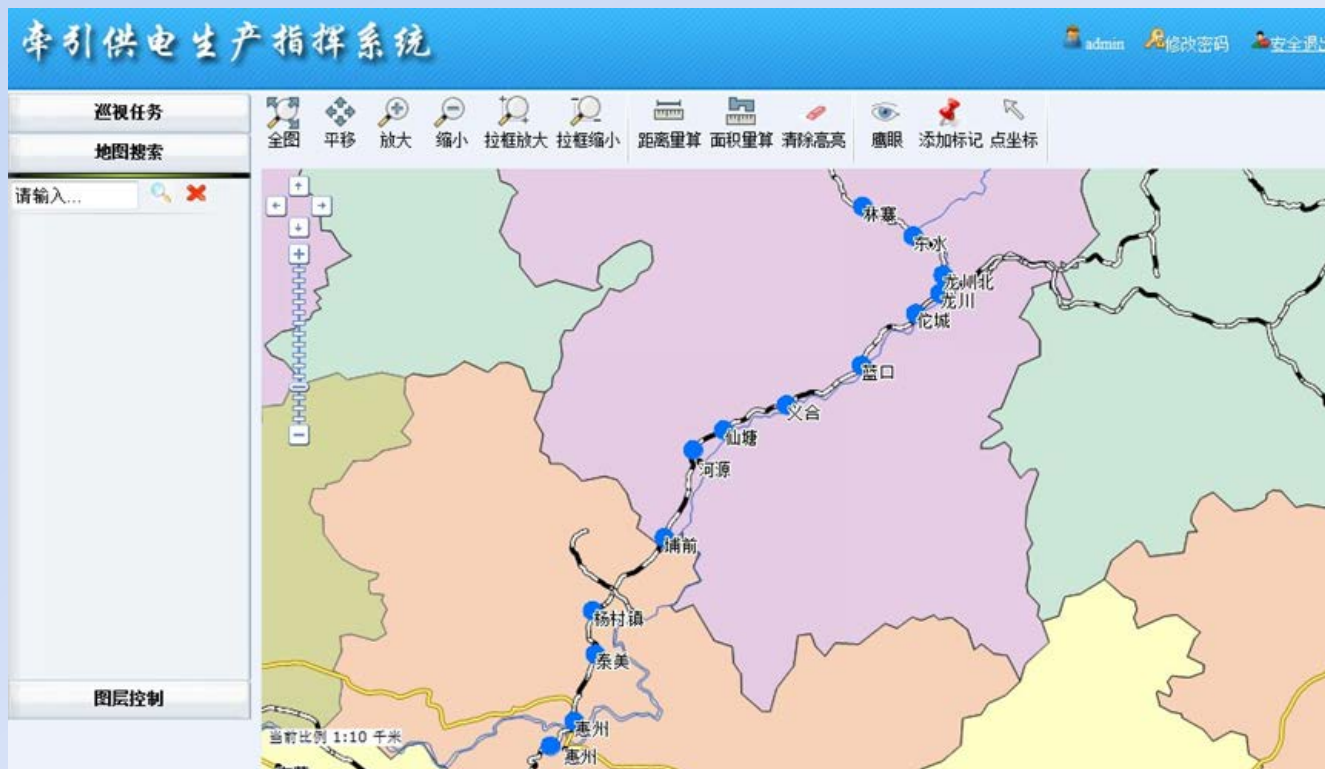 牵引供电生产指挥系统
admin 修改密码 安全退出
巡视任务
地图搜索
请输入...
图层控制
全图 平移 放大 缩小 拉框放大 拉框缩小 距离量算 面积量算 清除高亮 鹰眼 添加标记 点坐标
林寨
东水
龙川北
龙川
佗城
蓝口
义合
仙塘
河源
埔前
杨村镇
泰美
惠州
惠州
当前比例 1:10 千米